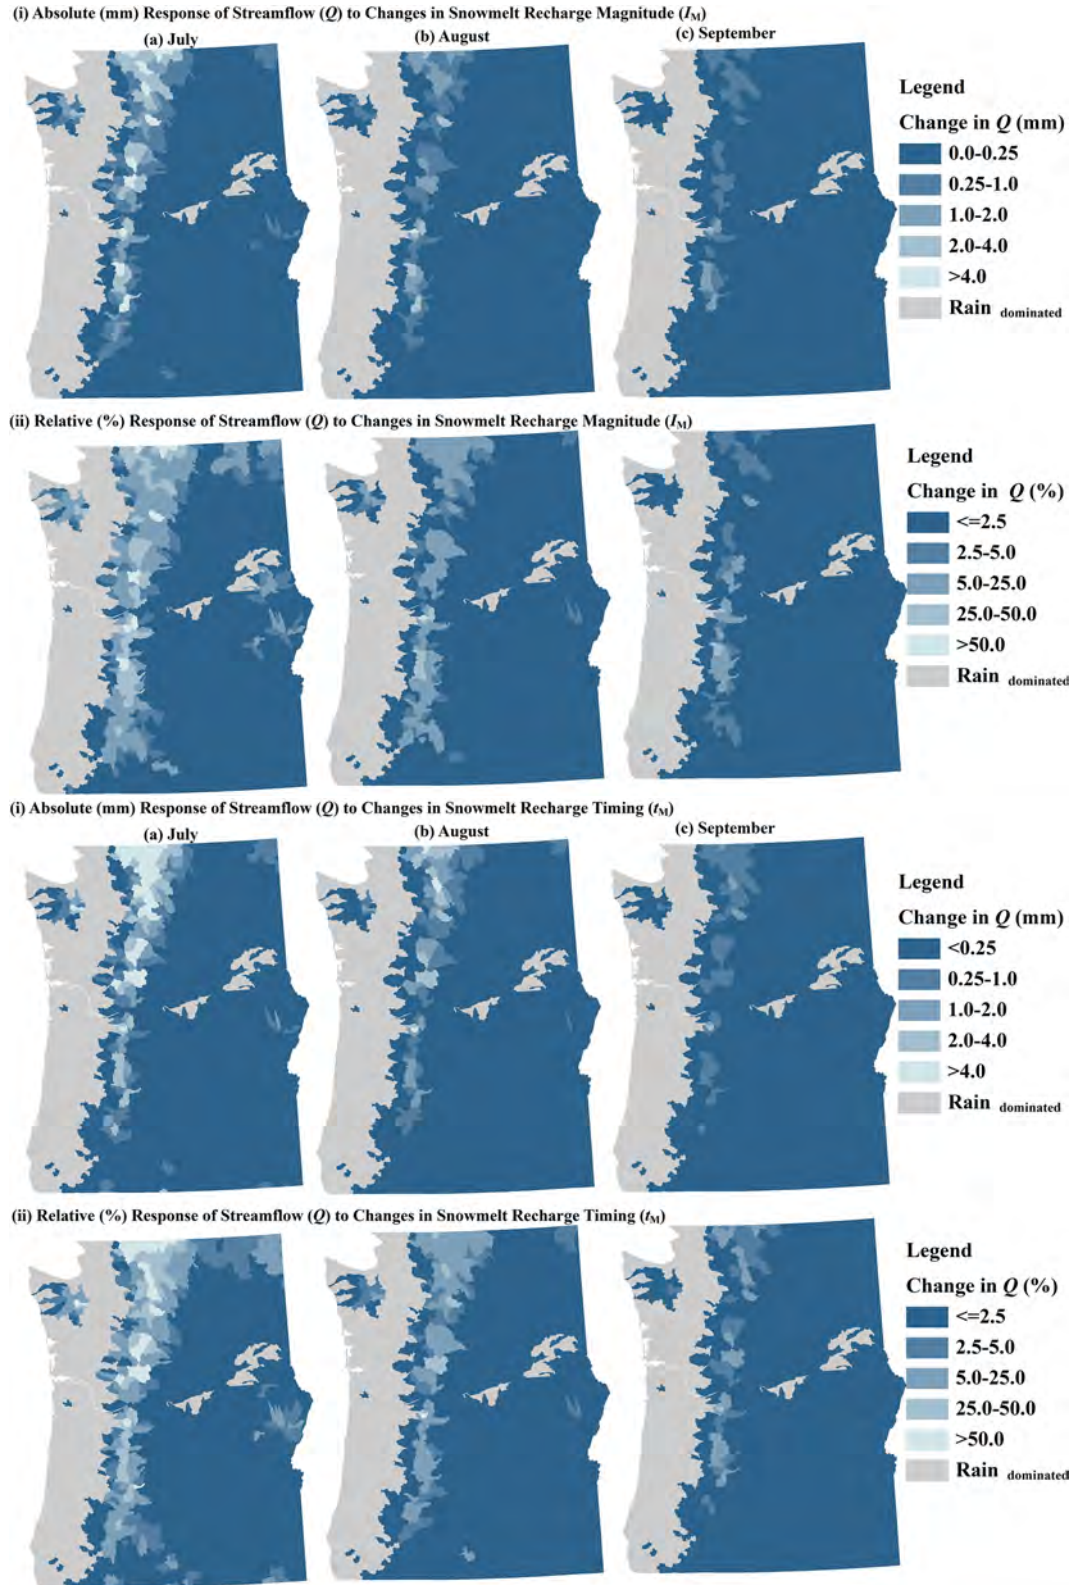 (i) Absolute (mm) Response of Streamflow (Q) to Changes in Snowmelt Recharge Magnitude (IM)
(a) July
(b) August
(c) September
Legend
Change in Q (mm)
0.0-0.25
0.25-1.0
1.0-2.0
2.0-4.0
>4.0
Rain dominated
(ii) Relative (%) Response of Streamflow (Q) to Changes in Snowmelt Recharge Magnitude (IM)
Legend
Change in Q (%)
<=2.5
2.5-5.0
5.0-25.0
25.0-50.0
>50.0
Rain dominated
(i) Absolute (mm) Response of Streamflow (Q) to Changes in Snowmelt Recharge Timing (tM)
(a) July
(b) August
(c) September
Legend
Change in Q (mm)
<0.25
0.25-1.0
1.0-2.0
2.0-4.0
>4.0
Rain dominated
(ii) Relative (%) Response of Streamflow (Q) to Changes in Snowmelt Recharge Timing (tM)
Legend
Change in Q (%)
<=2.5
2.5-5.0
5.0-25.0
25.0-50.0
>50.0
Rain dominated